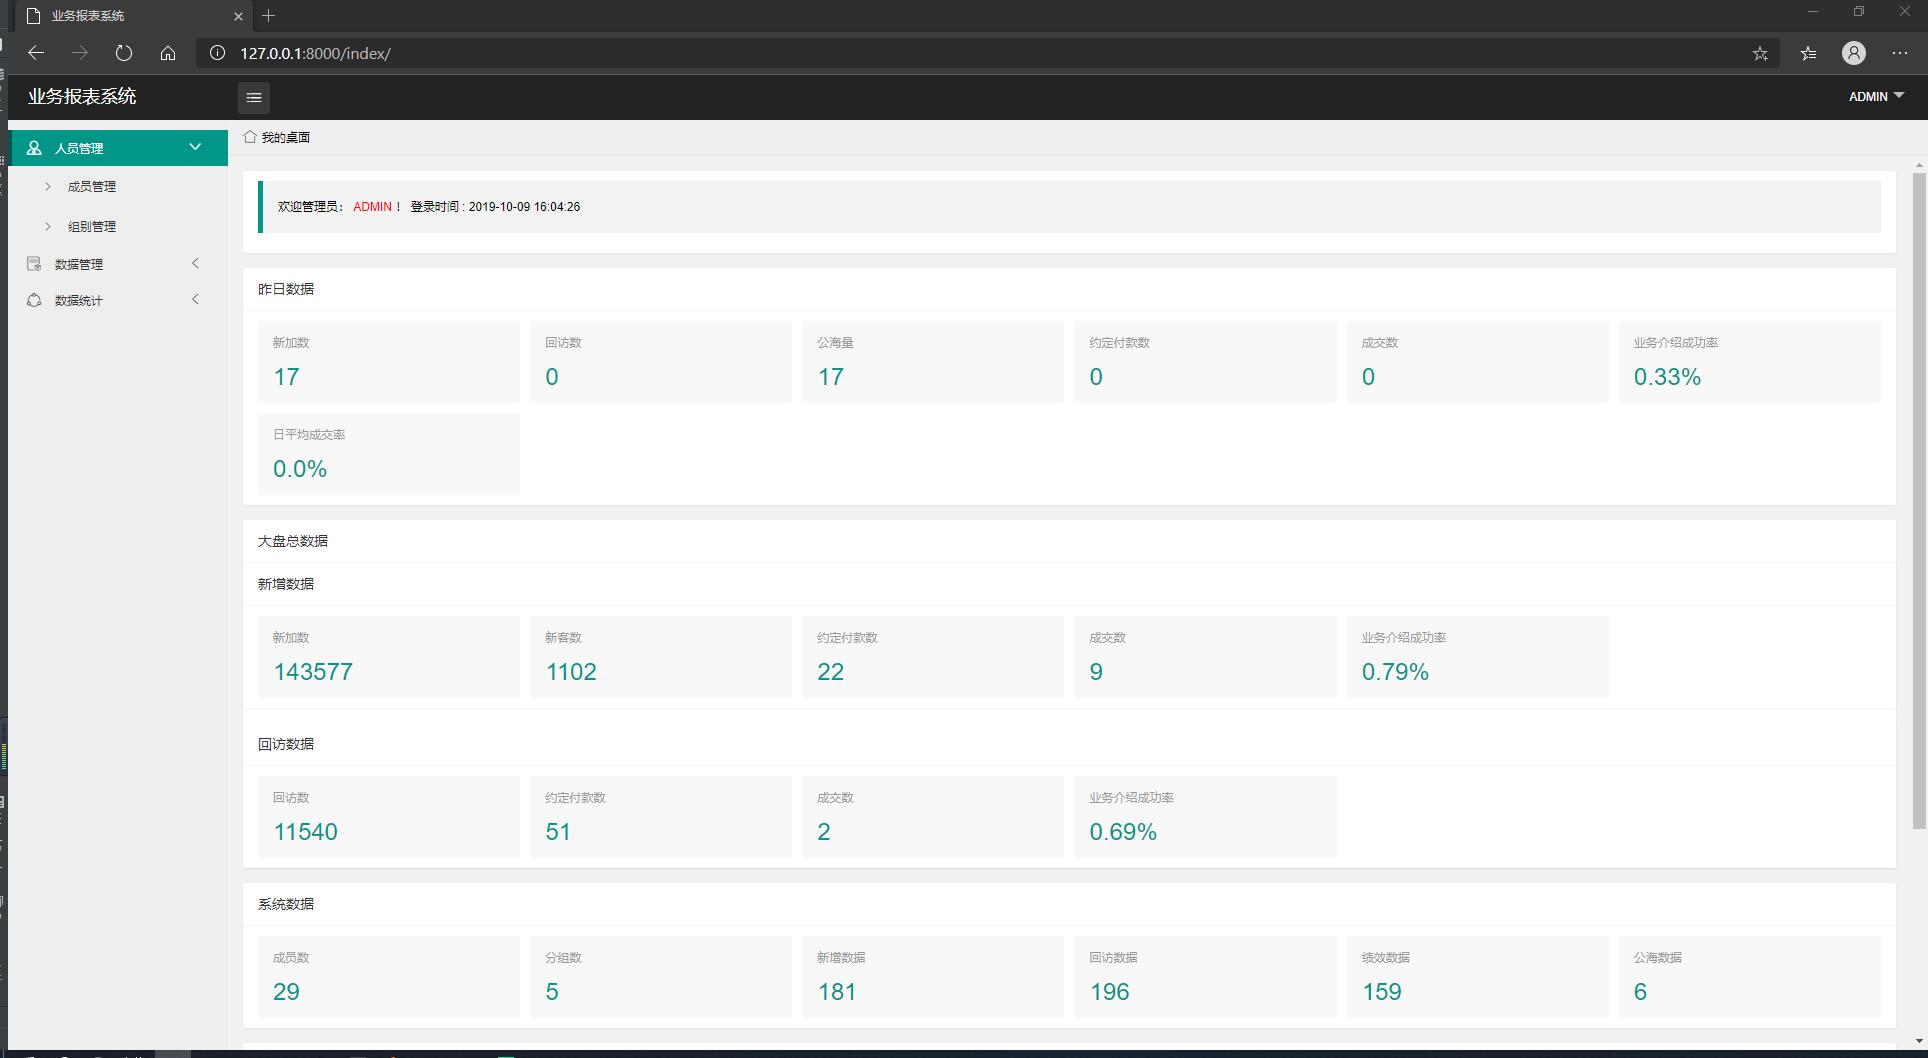 业务报表系统
127.0.0.1:8000/index/
业务报表系统
ADMIN
人员管理
成员管理
组别管理
数据管理
数据统计
我的桌面
欢迎管理员： ADMIN！ 登录时间 : 2019-10-09 16:04:26
昨日数据
新加数 回访数 公海量 约定付款数 成交数 业务介绍成功率
17 0 17 0 0 0.33%
日平均成交率
0.0%
大盘总数据
新增数据
新加数 新客数 约定付款数 成交数 业务介绍成功率
143577 1102 22 9 0.79%
回访数据
回访数 约定付款数 成交数 业务介绍成功率
11540 51 2 0.69%
系统数据
成员数 分组数 新增数据 回访数据 绩效数据 公海数据
29 5 181 196 159 6